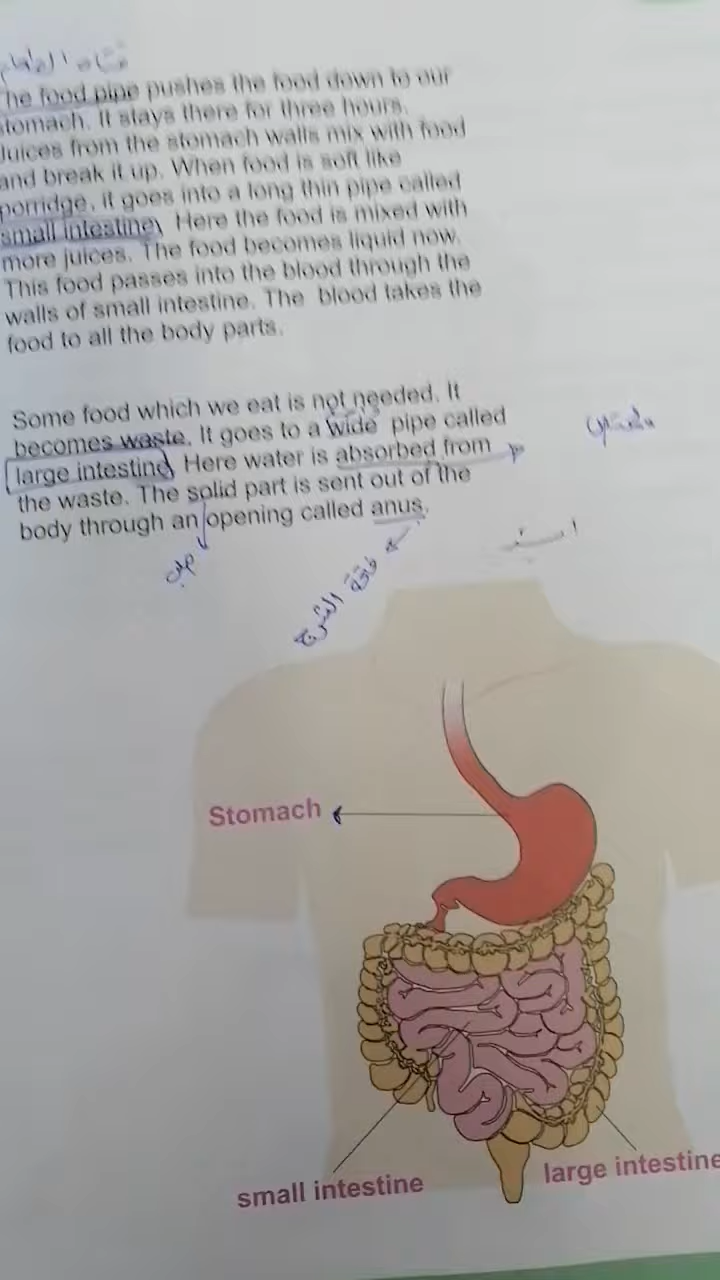 قناة الطعام
The food pipe pushes the food down to our
stomach. It stays there for three hours.
Juices from the stomach walls mix with food
and break it up. When food is soft like
porridge, it goes into a long thin pipe called
small intestine. Here the food is mixed with
more juices. The food becomes liquid now.
This food passes into the blood through the
walls of small intestine. The blood takes the
food to all the body parts.
Some food which we eat is not needed. It
becomes waste. It goes to a wide pipe called
large intestine. Here water is absorbed from
the waste. The solid part is sent out of the
body through an opening called anus.
فتحة الشرج
Stomach
small intestine
large intestine